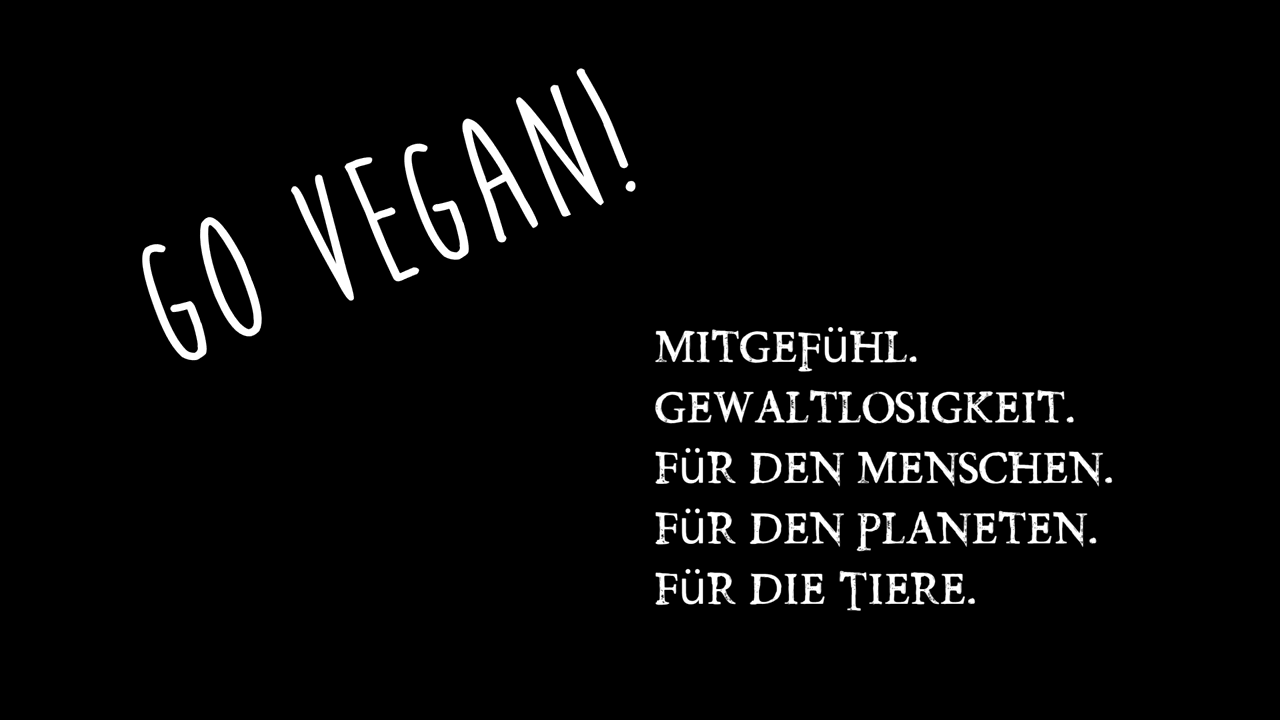 GO VEGAN!
MITGEFÜHL.
GEWALTLOSIGKEIT.
FÜR DEN MENSCHEN.
FÜR DEN PLANETEN.
FÜR DIE TIERE.